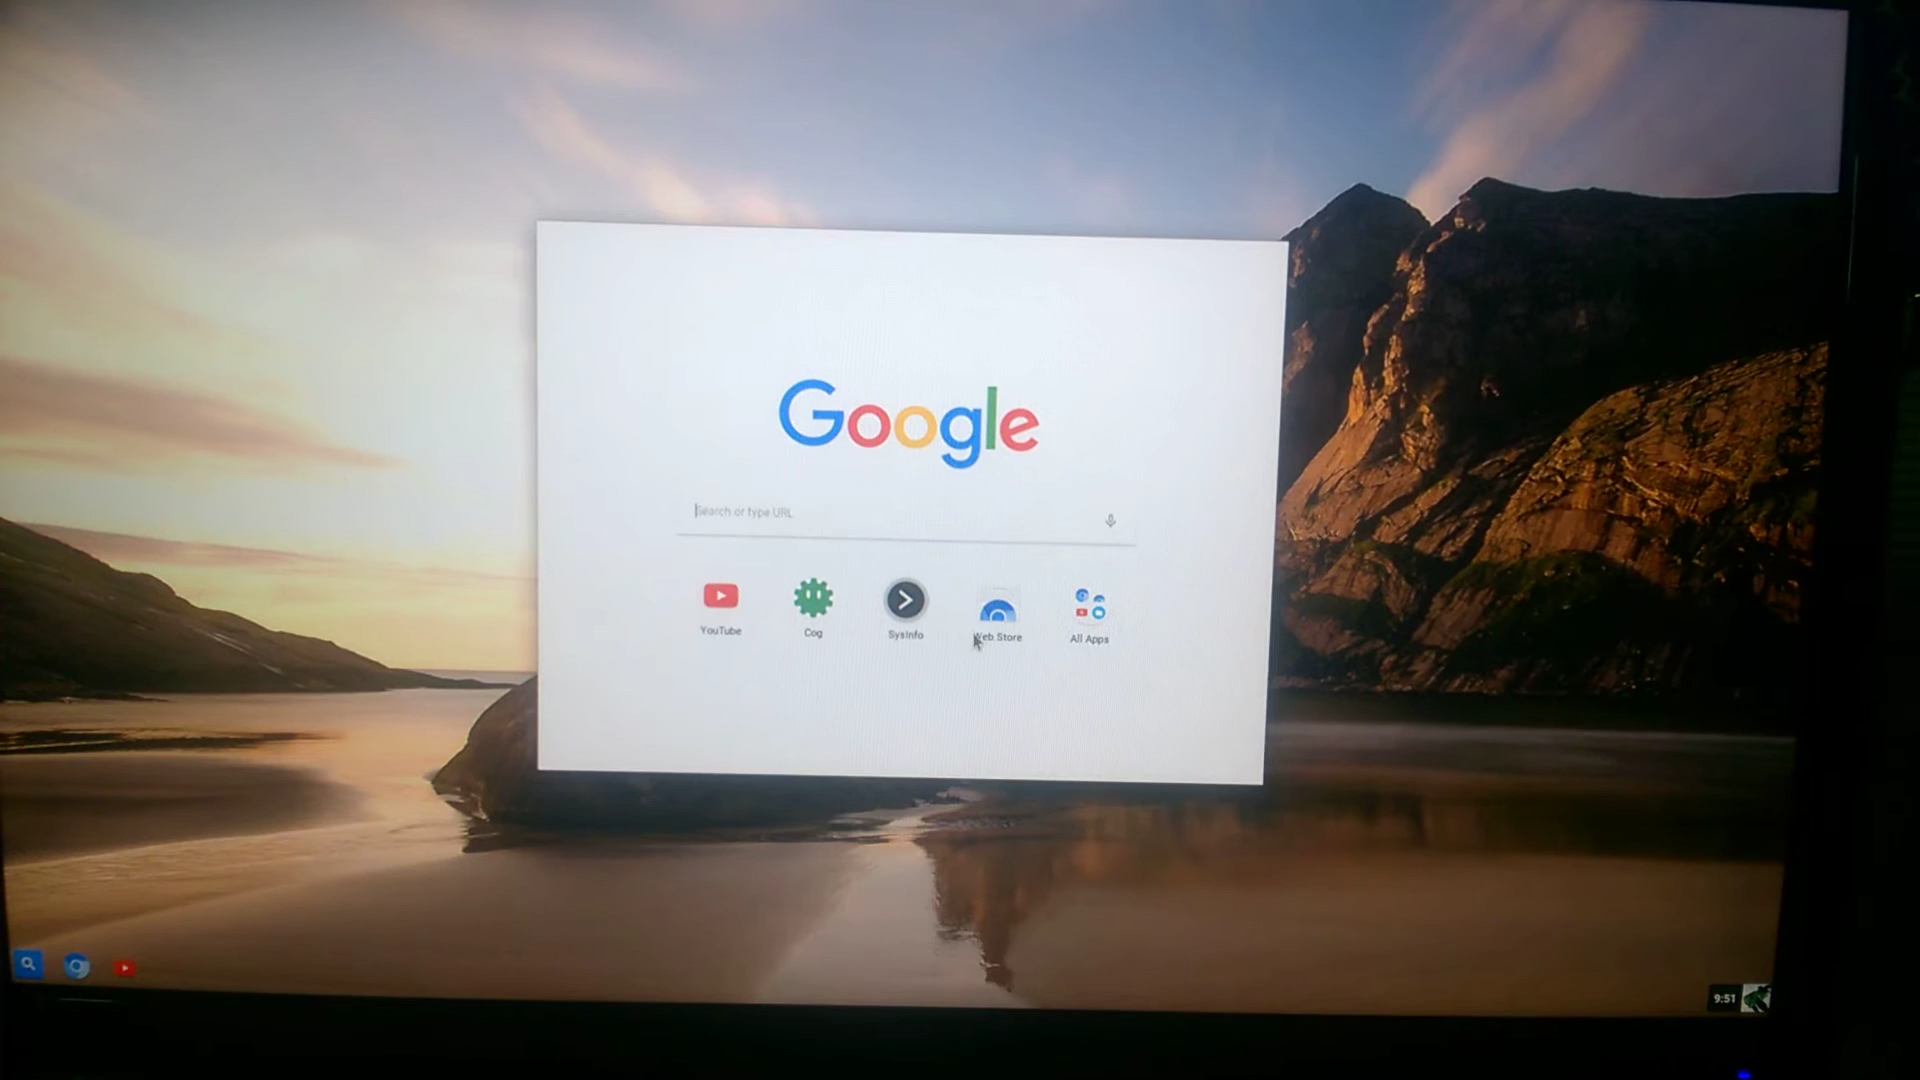 Google
Search or type URL
YouTube
Cog
SysInfo
Web Store
All Apps
9:51